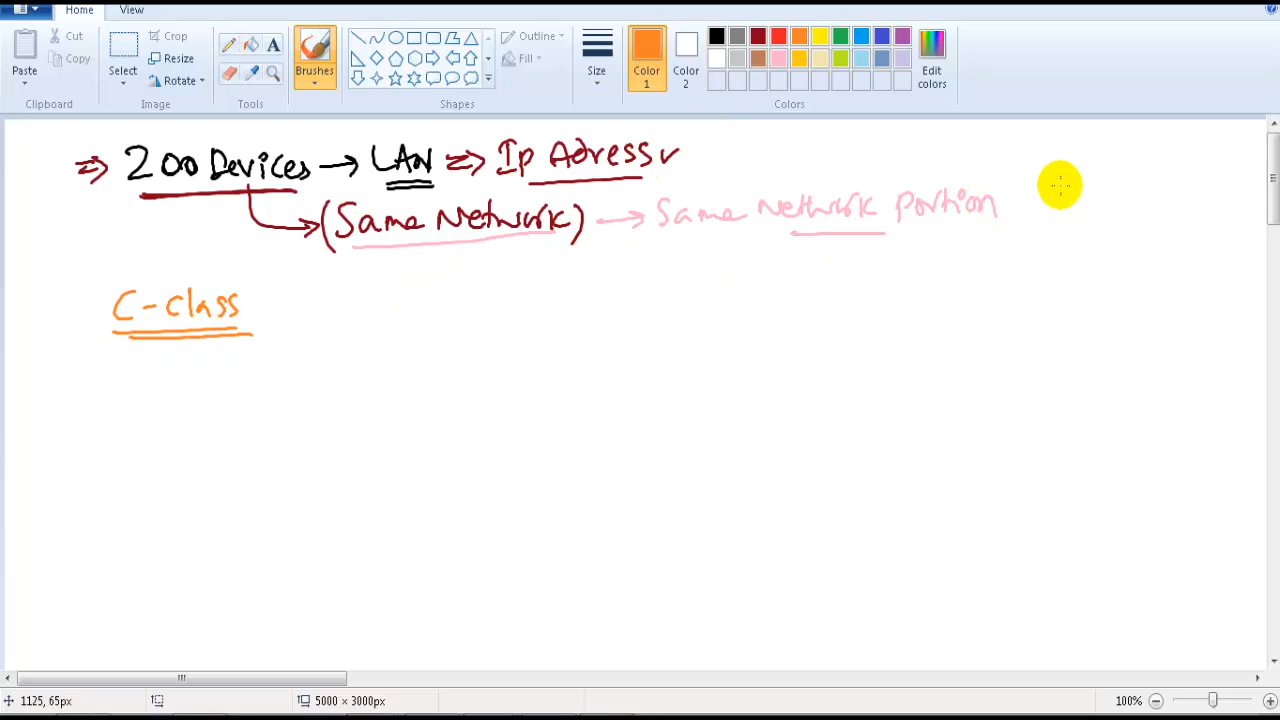 Home View
Cut
Copy
Paste
Clipboard
Select
Crop
Resize
Rotate
Image
A
Tools
Brushes
Outline
Fill
Shapes
Size
Color 1
Color 2
Edit colors
Colors
=> 200 Devices → LAN => Ip Adress
(Same Network) → Same Nettwork Portion
C-Class
1125, 65px
5000 × 3000px
100%